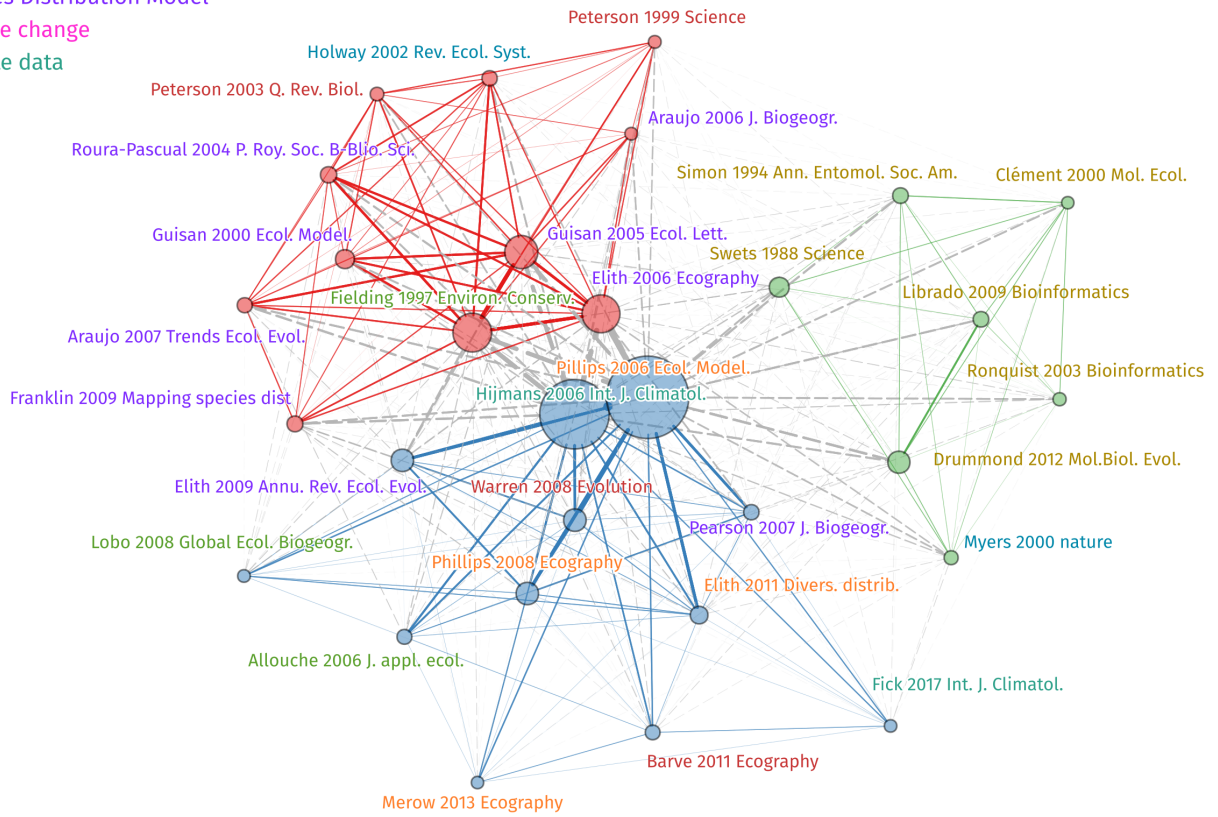 s Distribution Model
e change
e data
Peterson 1999 Science
Holway 2002 Rev. Ecol. Syst.
Peterson 2003 Q. Rev. Biol.
Araujo 2006 J. Biogeogr.
Roura-Pascual 2004 P. Roy. Soc. B-Blio. Sci.
Simon 1994 Ann. Entomol. Soc. Am.
Clément 2000 Mol. Ecol.
Guisan 2000 Ecol. Model.
Guisan 2005 Ecol. Lett.
Swets 1988 Science
Elith 2006 Ecography
Fielding 1997 Environ. Conserv.
Librado 2009 Bioinformatics
Araujo 2007 Trends Ecol. Evol.
Pillips 2006 Ecol. Model.
Ronquist 2003 Bioinformatics
Hijmans 2006 Int. J. Climatol.
Franklin 2009 Mapping species dist
Drummond 2012 Mol.Biol. Evol.
Elith 2009 Annu. Rev. Ecol. Evol.
Warren 2008 Evolution
Pearson 2007 J. Biogeogr.
Lobo 2008 Global Ecol. Biogeogr.
Myers 2000 nature
Phillips 2008 Ecography
Elith 2011 Divers. distrib.
Allouche 2006 J. appl. ecol.
Fick 2017 Int. J. Climatol.
Barve 2011 Ecography
Merow 2013 Ecography